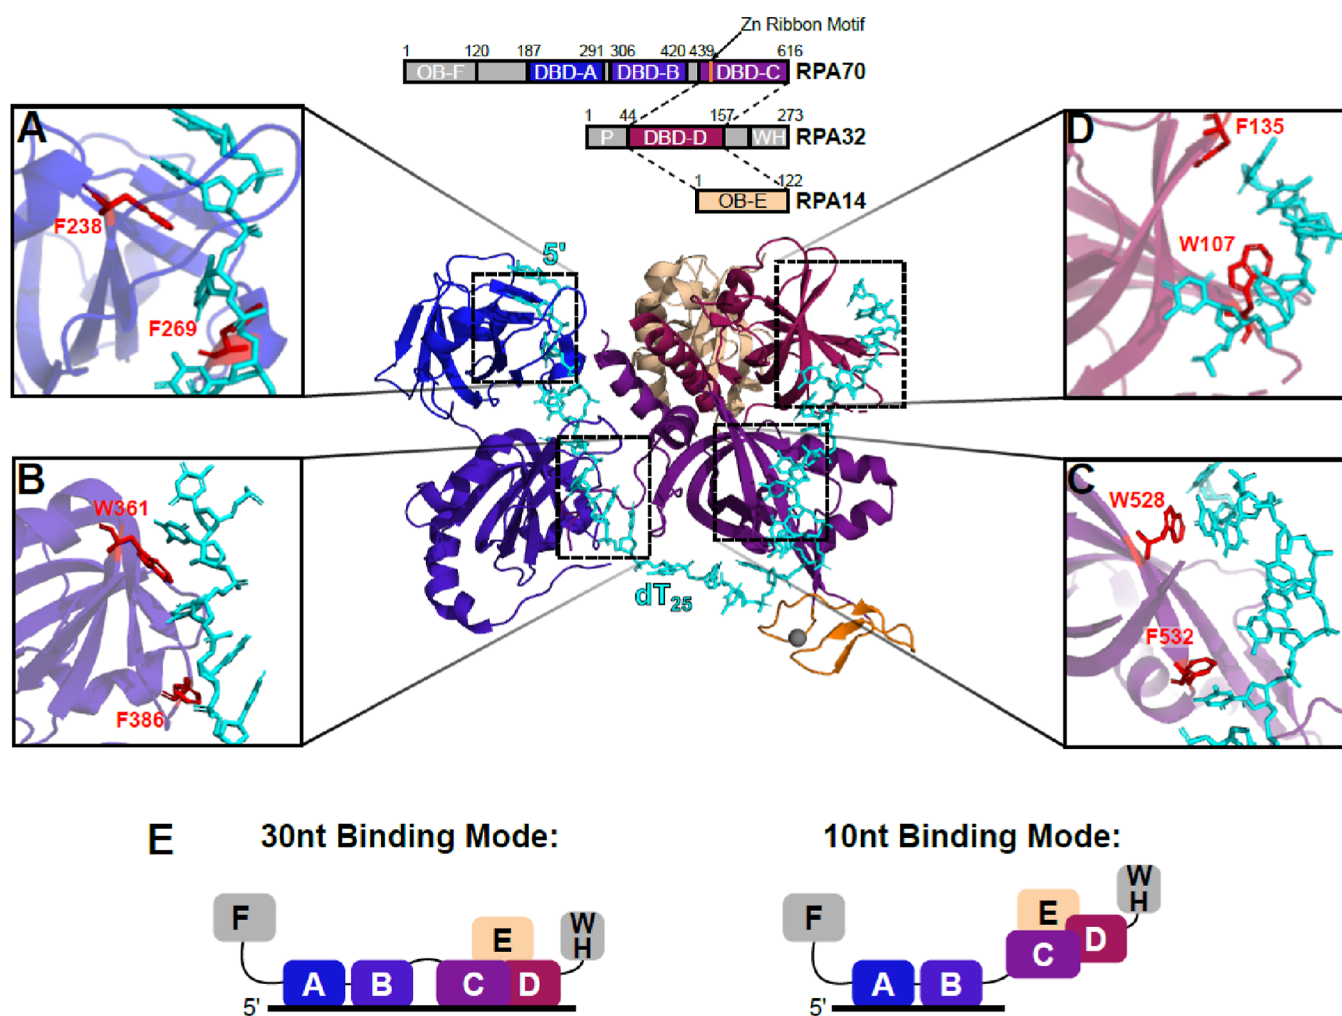 Zn Ribbon Motif
1 120 187 291 306 420 439 616
OB-F DBD-A DBD-B DBD-C RPA70
1 44 157 273
P DBD-D WH RPA32
1 122
OB-E RPA14
A
F238
F269
B
W361
F386
5'
dT25
D
F135
W107
C
W528
F532
E
30nt Binding Mode:
F
E
W
H
A B C D
5'
10nt Binding Mode:
F
E
W
H
D
C
A B
5'